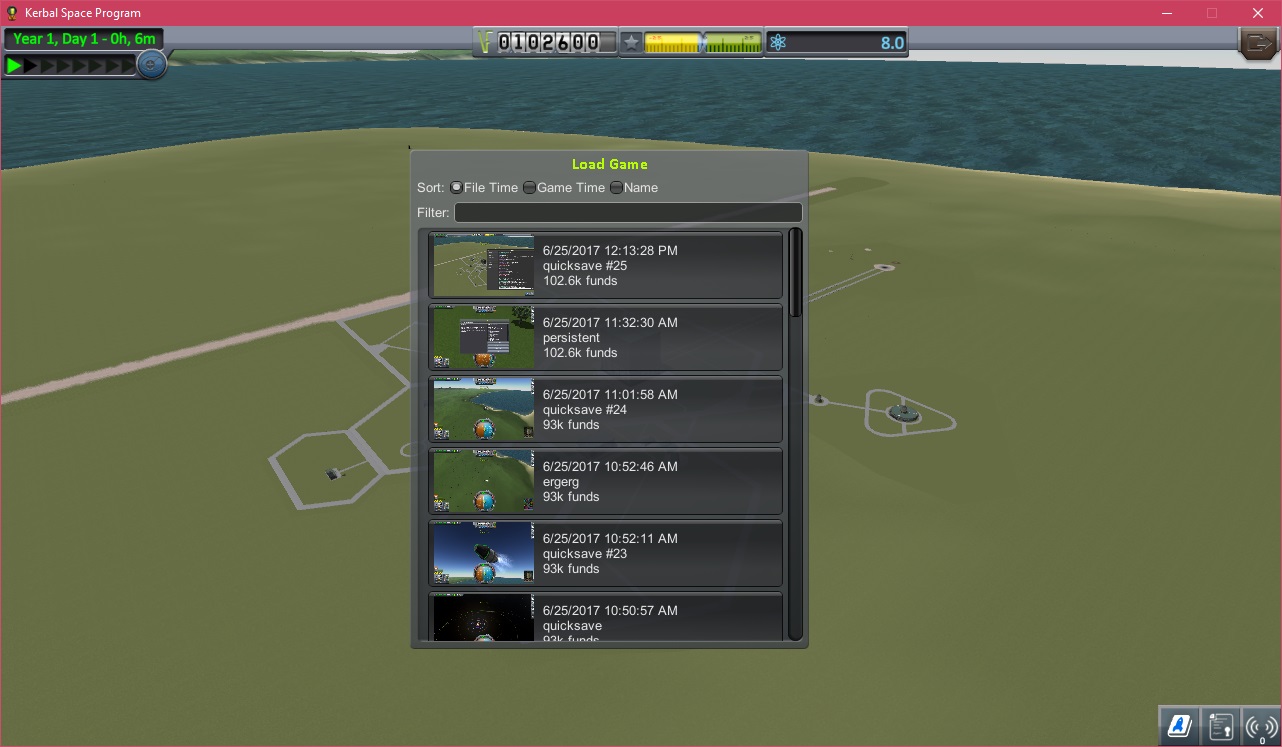 Kerbal Space Program
Year 1, Day 1 - 0h, 6m
0102600
8.0
Load Game
Sort: File Time Game Time Name
Filter:
6/25/2017 12:13:28 PM
quicksave #25
102.6k funds
6/25/2017 11:32:30 AM
persistent
102.6k funds
6/25/2017 11:01:58 AM
quicksave #24
93k funds
6/25/2017 10:52:46 AM
ergerg
93k funds
6/25/2017 10:52:11 AM
quicksave #23
93k funds
6/25/2017 10:50:57 AM
quicksave
93k funds
0